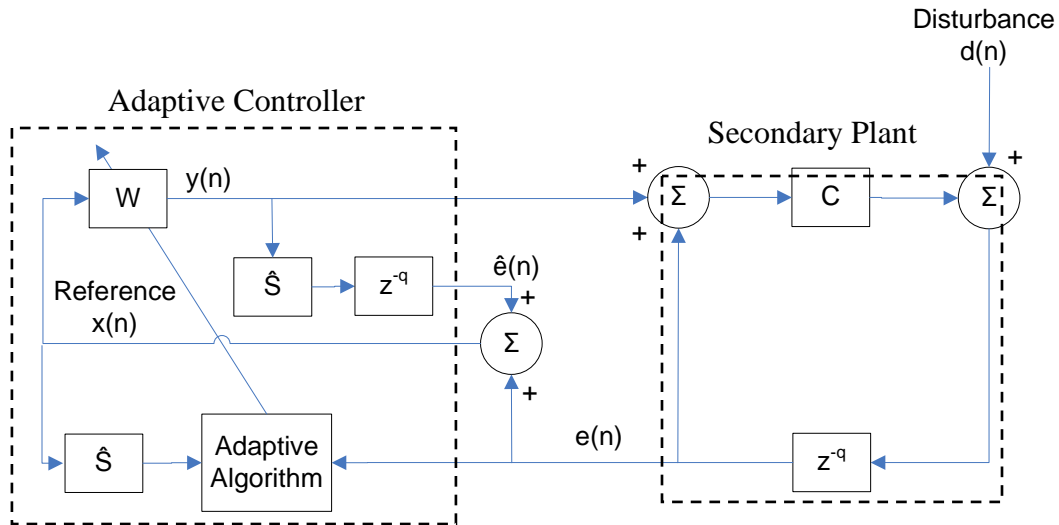 Disturbance
d(n)
Adaptive Controller
Secondary Plant
W
y(n)
+
Σ
+
C
-
+
Σ
Ŝ
z-q
ê(n)
+
Σ
+
Reference
x(n)
Ŝ
Adaptive
Algorithm
e(n)
z-q